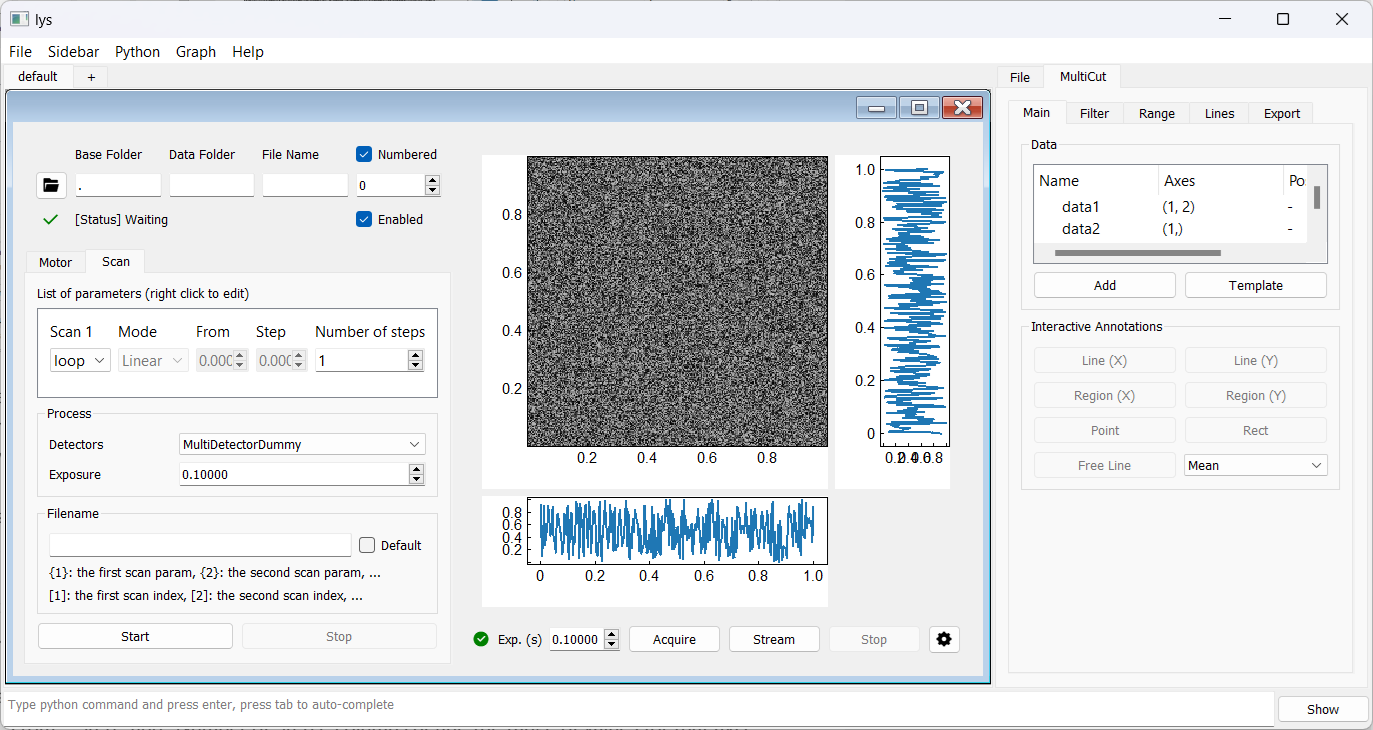 lys
File Sidebar Python Graph Help
default +
File MultiCut
Main Filter Range Lines Export
Base Folder Data Folder File Name Numbered
. 0
[Status] Waiting Enabled
Motor Scan
List of parameters (right click to edit)
Scan 1 Mode From Step Number of steps
loop Linear 0.000 0.000 1
Process
Detectors MultiDetectorDummy
Exposure 0.10000
Filename
Default
{1}: the first scan param, {2}: the second scan param, ...
[1]: the first scan index, [2]: the second scan index, ...
Start Stop
0.8
0.6
0.4
0.2
0.2 0.4 0.6 0.8
1.0
0.8
0.6
0.4
0.2
0
0.2 0.4 0.6 0.8
0.8
0.6
0.4
0.2
0 0.2 0.4 0.6 0.8 1.0
Exp. (s) 0.10000 Acquire Stream Stop
Data
Name Axes Po
data1 (1, 2) -
data2 (1,) -
Add Template
Interactive Annotations
Line (X) Line (Y)
Region (X) Region (Y)
Point Rect
Free Line Mean
Type python command and press enter, press tab to auto-complete
Show